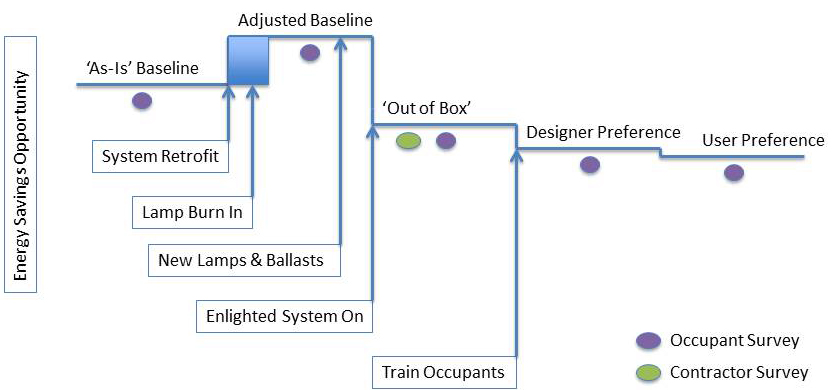 Adjusted Baseline
‘As-Is’ Baseline
‘Out of Box’
Designer Preference
User Preference
Energy Savings Opportunity
System Retrofit
Lamp Burn In
New Lamps & Ballasts
Enlighted System On
Train Occupants
Occupant Survey
Contractor Survey